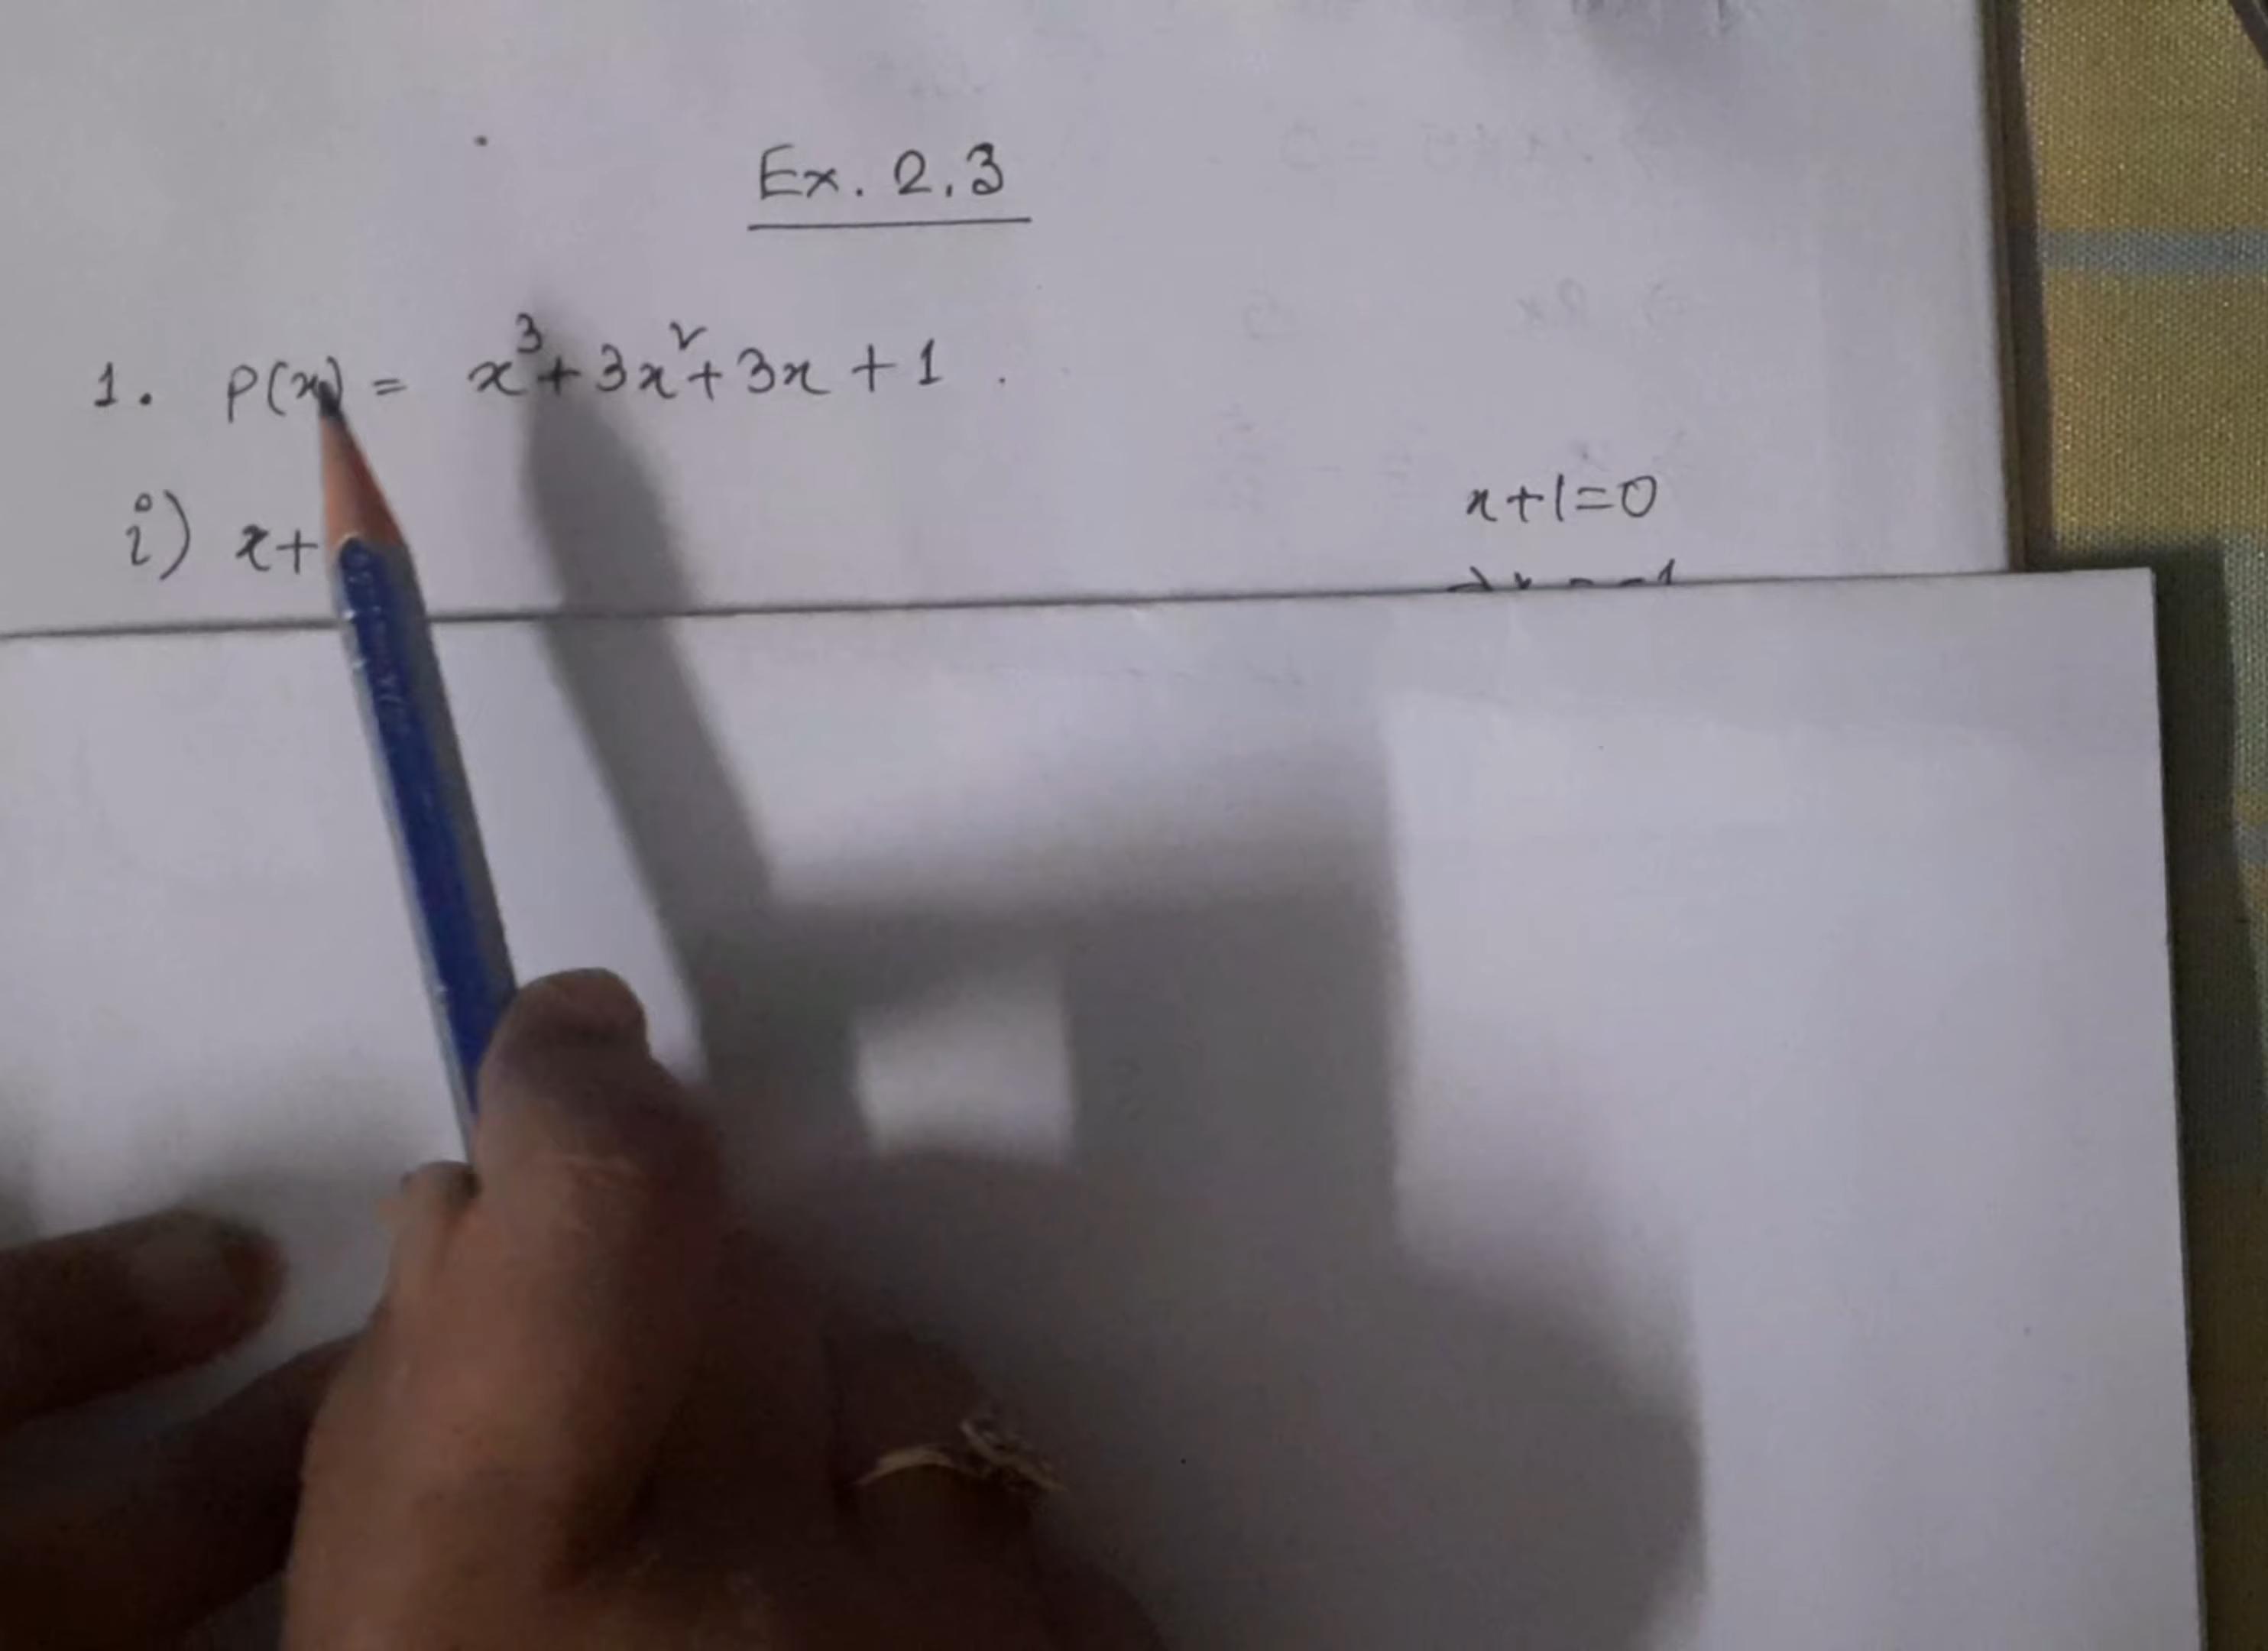 Ex. 2.3
1. P(x) = x³+3x²+3x+1.
i) x+
x+1=0